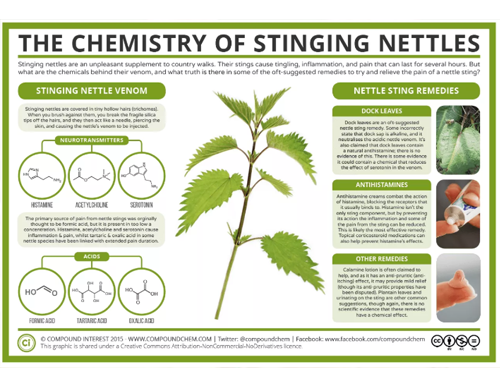 THE CHEMISTRY OF STINGING NETTLES
Stinging nettles are an unpleasant supplement to country walks. Their stings cause tingling, inflammation, and pain that can last for several hours. But
what are the chemicals behind their venom, and what truth is there in some of the oft-suggested remedies to try and relieve the pain of a nettle sting?
STINGING NETTLE VENOM
Stinging nettles are covered in tiny hollow hairs (trichomes).
When you brush against them, you break the fragile silica
tips off the hairs, and they then act like a needle, piercing the
skin, and causing the nettle's venom to be injected.
NEUROTRANSMITTERS
HISTAMINE
ACETYLCHOLINE
SEROTONIN
The primary source of pain from nettle stings was originally
thought to be formic acid, but it is present in too low a
concentration. Histamine, acetylcholine and serotonin cause
inflammation & pain, whilst tartaric & oxalic acid in some
nettle species have been linked with extended pain duration.
ACIDS
FORMIC ACID
TARTARIC ACID
OXALIC ACID
NETTLE STING REMEDIES
DOCK LEAVES
Dock leaves are an oft-suggested
nettle sting remedy. Some incorrectly
state that dock sap is alkaline, and it
neutralises the acidic nettle venom. It's
also claimed that dock leaves contain
a natural antihistamine; there is no
evidence of this. There is some evidence
it could contain a chemical that reduces
the effect of serotonin in the venom.
ANTIHISTAMINES
Antihistamine creams combat the action
of histamine, blocking the receptors that
it usually binds to. Histamine isn't the
only sting component, but by preventing
its action the inflammation and some of
the pain from the sting can be reduced.
This is likely the most effective remedy.
Topical corticosteroid medications can
also help prevent histamine's effects.
OTHER REMEDIES
Calamine lotion is often claimed to
help, and as it has an anti-pruritic (anti-
itching) effect, it may provide mild relief
(though its anti-pruritic properties have
been disputed). Plantain leaves and
urinating on the sting are other common
suggestions, though again, there is no
scientific evidence that these remedies
have a chemical effect.
Ci
© COMPOUND INTEREST 2015 - WWW.COMPOUNDCHEM.COM | Twitter: @compoundchem | Facebook: www.facebook.com/compoundchem
This graphic is shared under a Creative Commons Attribution-NonCommercial-NoDerivatives licence.